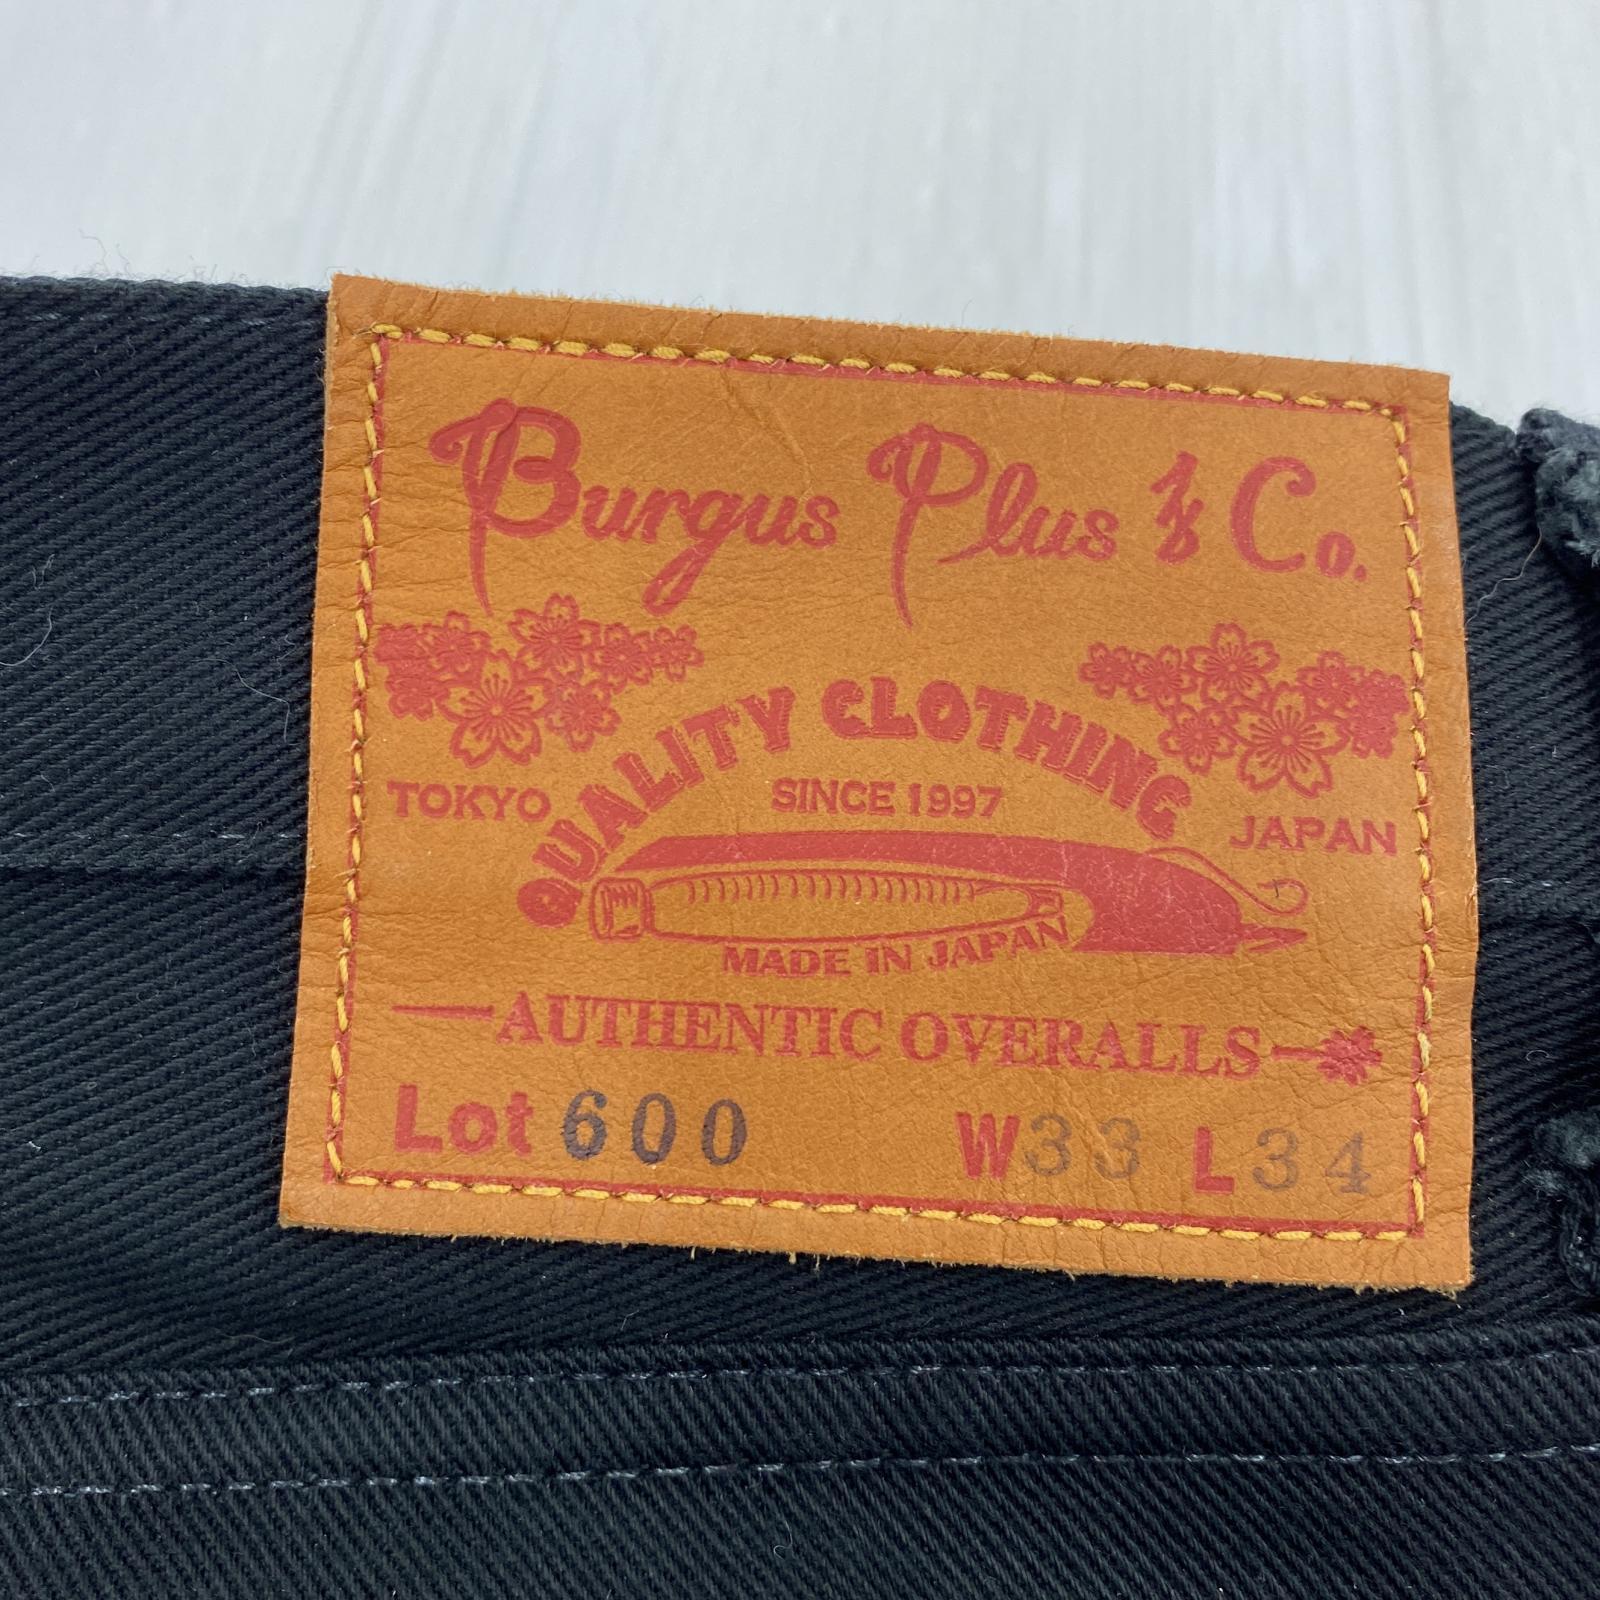 Burgus Plus & Co.
QUALITY CLOTHING
TOKYO SINCE 1997 JAPAN
MADE IN JAPAN
AUTHENTIC OVERALLS
Lot 600 W33 L34